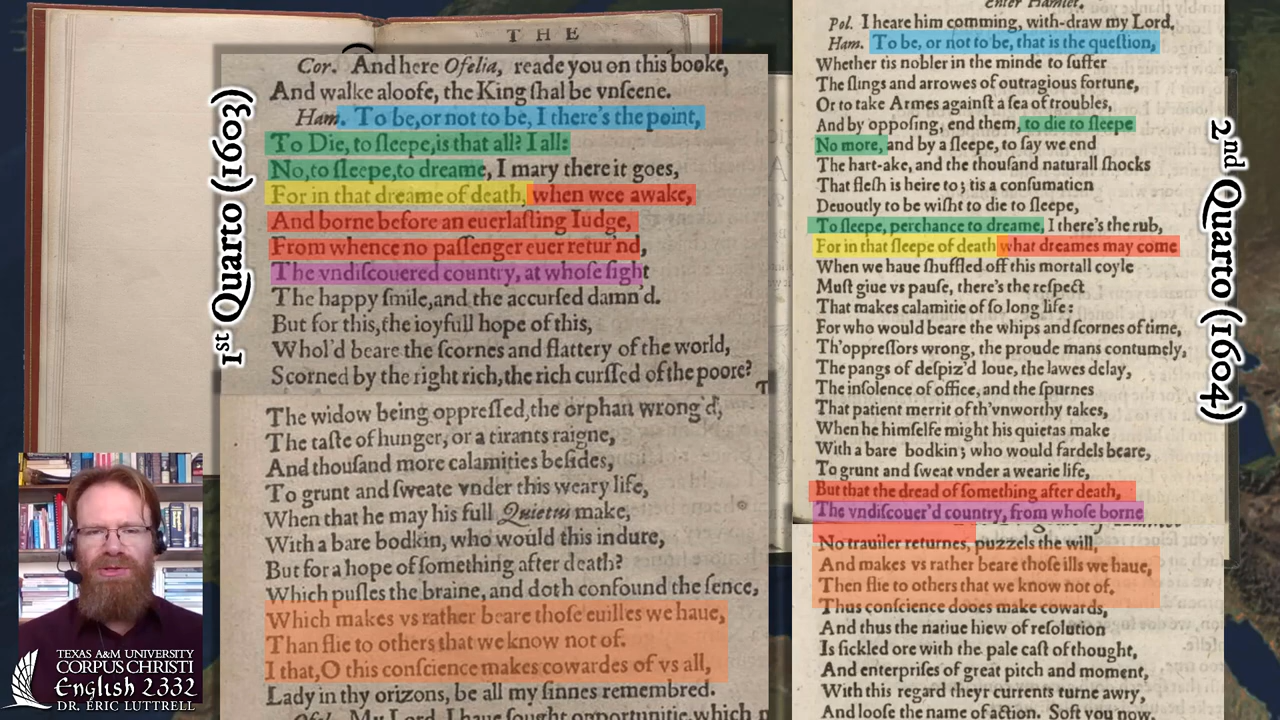 THE
1st Quarto (1603)
Cor. And here Ofelia, reade you on this booke,
And walke aloofe, the King ſhal be vnſeene.
Ham. To be, or not to be, I there's the point,
To Die, to ſleepe, is that all? I all:
No, to ſleepe, to dreame, I mary there it goes,
For in that dreame of death, when wee awake,
And borne before an euerlaſting Iudge,
From whence no paſſenger euer retur'nd,
The vndiſcouered country, at whoſe ſight
The happy ſmile, and the accurſed damn'd.
But for this, the ioyfull hope of this,
Whol'd beare the ſcornes and flattery of the world,
Scorned by the right rich, the rich curſſed of the poore?
T
The widow being oppreſſed, the orphan wrong'd,
The taſte of hunger, or a tirants raigne,
And thouſand more calamities beſides,
To grunt and ſweate vnder this weary life,
When that he may his full Quietus make,
With a bare bodkin, who would this indure,
But for a hope of ſomething after death?
Which puſles the braine, and doth confound the ſence,
Which makes vs rather beare thoſe euilles we haue,
Than flie to others that we know not of.
I that, O this conſcience makes cowardes of vs all,
Lady in thy orizons, be all my ſinnes remembred.
Ofel. My Lord, I haue ſought opportunitie, which
2nd Quarto (1604)
Enter Hamlet.
Pol. I heare him comming, with-draw my Lord,
Ham. To be, or not to be, that is the queſtion,
Whether tis nobler in the minde to ſuffer
The ſlings and arrowes of outragious fortune,
Or to take Armes againſt a ſea of troubles,
And by oppoſing, end them, to die to ſleepe
No more, and by a ſleepe, to ſay we end
The hart-ake, and the thouſand naturall ſhocks
That fleſh is heire to; tis a conſumation
Deuoutly to be wiſht to die to ſleepe,
To ſleepe, perchance to dreame, I there's the rub,
For in that ſleepe of death what dreames may come
When we haue ſhuffled off this mortall coyle
Muſt giue vs pauſe, there's the reſpect
That makes calamitie of ſo long life:
For who would beare the whips and ſcornes of time,
Th'oppreſſors wrong, the proude mans contumely,
The pangs of deſpiz'd loue, the lawes delay,
The inſolence of office, and the ſpurnes
That patient merrit of th'vnworthy takes,
When he himſelfe might his quietas make
With a bare bodkin; who would fardels beare,
To grunt and ſweat vnder a wearie life,
But that the dread of ſomething after death,
The vndiſcouer'd country, from whoſe borne
No trauiler returnes, puzzels the will,
And makes vs rather beare thoſe ills we haue,
Then flie to others that we know not of.
Thus conſcience dooes make cowards,
And thus the natiue hiew of reſolution
Is ſickled ore with the pale caſt of thought,
And enterpriſes of great pitch and moment,
With this regard theyr currents turne awry,
And looſe the name of action. Soft you now,
TEXAS A&M UNIVERSITY
CORPUS CHRISTI
English 2332
DR. ERIC LUTTRELL